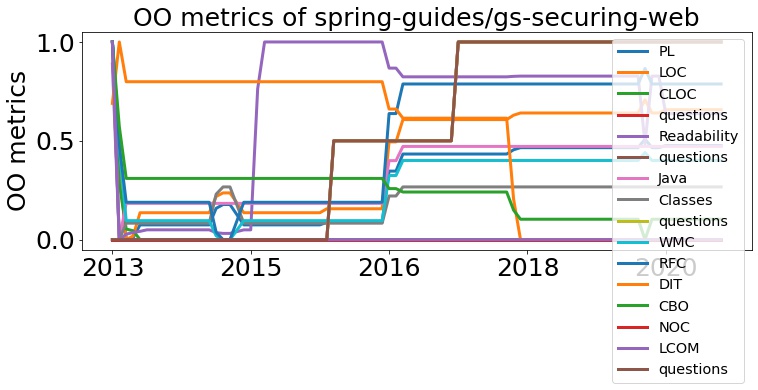 OO metrics of spring-guides/gs-securing-web
OO metrics
1.0
0.5
0.0
2013
2015
2016
2018
2020
PL
LOC
CLOC
questions
Readability
questions
Java
Classes
questions
WMC
RFC
DIT
CBO
NOC
LCOM
questions